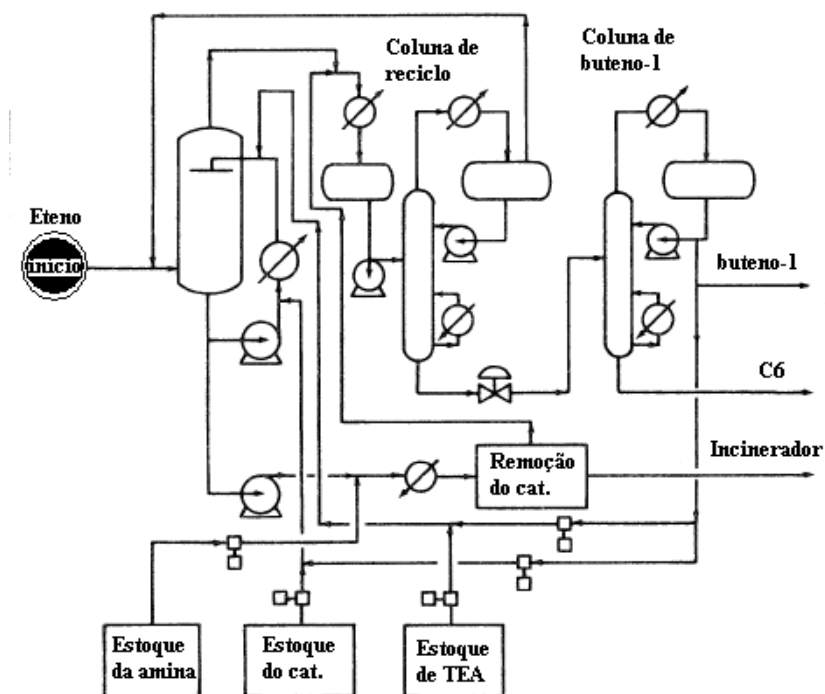 Coluna de
reciclo
Coluna de
buteno-1
Eteno
início
buteno-1
C6
Incinerador
Remoção
do cat.
Estoque
da amina
Estoque
do cat.
Estoque
de TEA